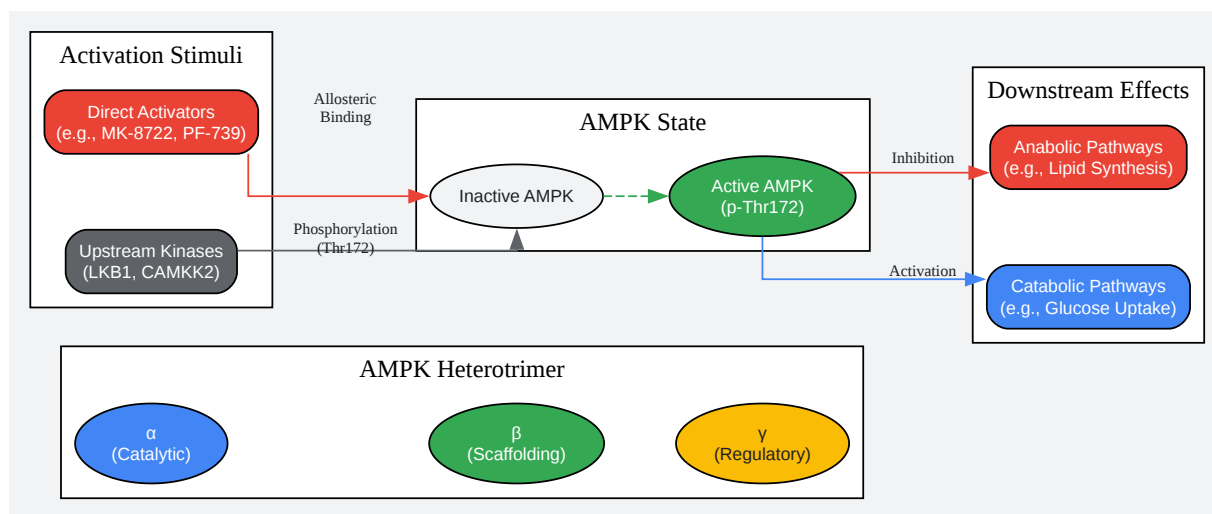 Activation Stimuli
Direct Activators
(e.g., MK-8722, PF-739)
Upstream Kinases
(LKB1, CAMKK2)
Allosteric
Binding
Phosphorylation
(Thr172)
AMPK State
Inactive AMPK
Active AMPK
(p-Thr172)
Inhibition
Activation
Downstream Effects
Anabolic Pathways
(e.g., Lipid Synthesis)
Catabolic Pathways
(e.g., Glucose Uptake)
AMPK Heterotrimer
α
(Catalytic)
β
(Scaffolding)
γ
(Regulatory)